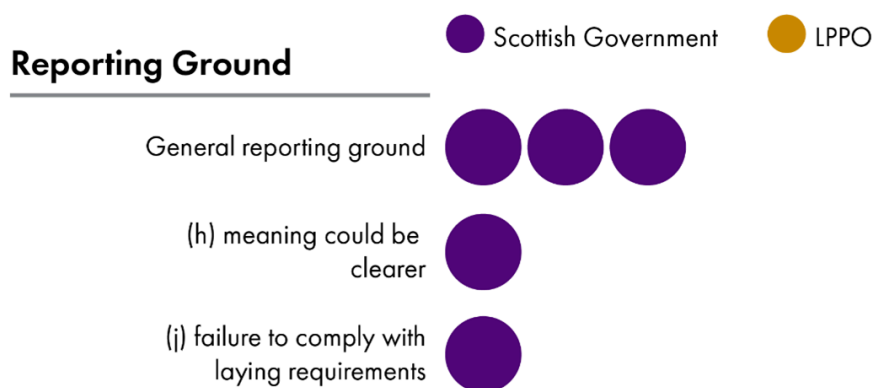 Scottish Government
LPPO
Reporting Ground
General reporting ground
(h) meaning could be
clearer
(j) failure to comply with
laying requirements